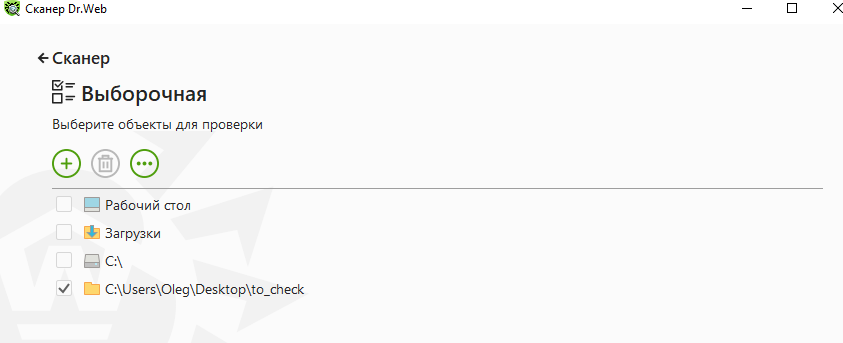 Сканер Dr.Web
Сканер
Выборочная
Выберите объекты для проверки
Рабочий стол
Загрузки
C:\
C:\Users\Oleg\Desktop\to_check